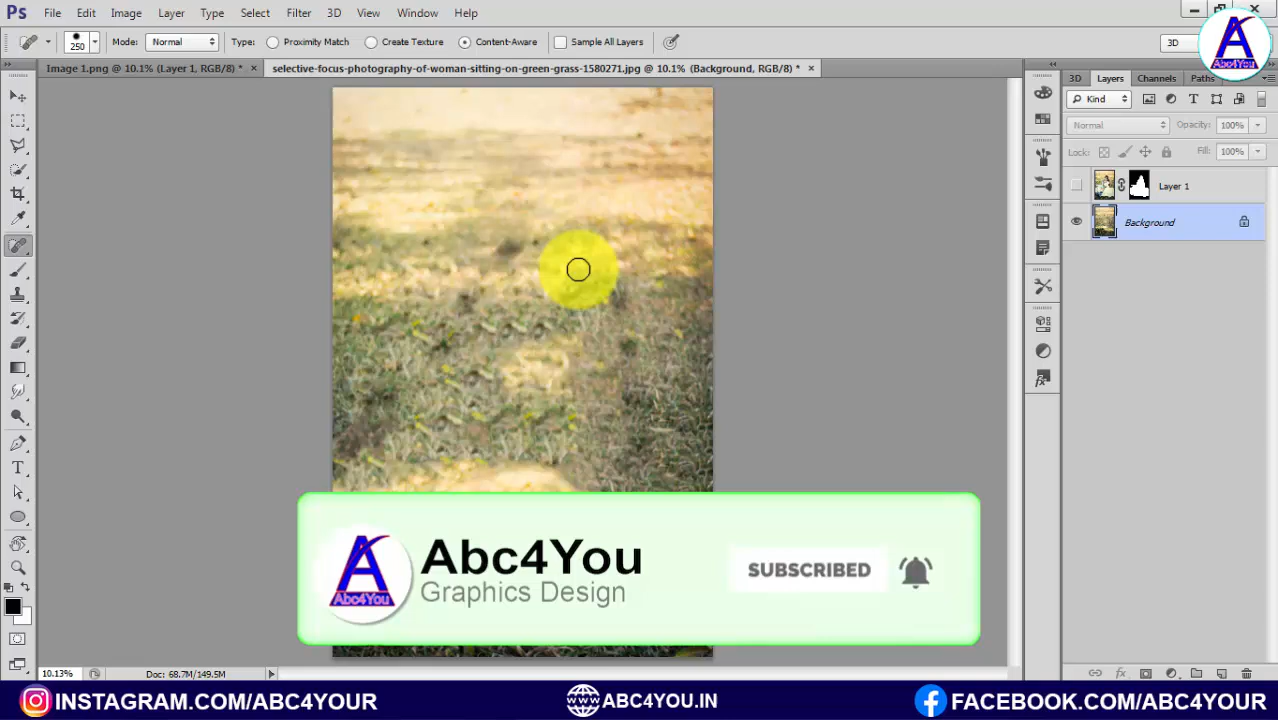 Ps File Edit Image Layer Type Select Filter 3D View Window Help
250 Mode: Normal Type: Proximity Match Create Texture Content-Aware Sample All Layers 3D
A
Abc4You
Image 1.png @ 10.1% (Layer 1, RGB/8) * × selective-focus-photography-of-woman-sitting-on-green-grass-1580271.jpg @ 10.1% (Background, RGB/8) * ×
3D Layers Channels Paths
Kind
Normal Opacity: 100%
Lock: Fill: 100%
Layer 1
Background
A
Abc4You
Abc4You
Graphics Design
SUBSCRIBED
10.13% Doc: 68.7M/149.5M
INSTAGRAM.COM/ABC4YOUR ABC4YOU.IN FACEBOOK.COM/ABC4YOUR